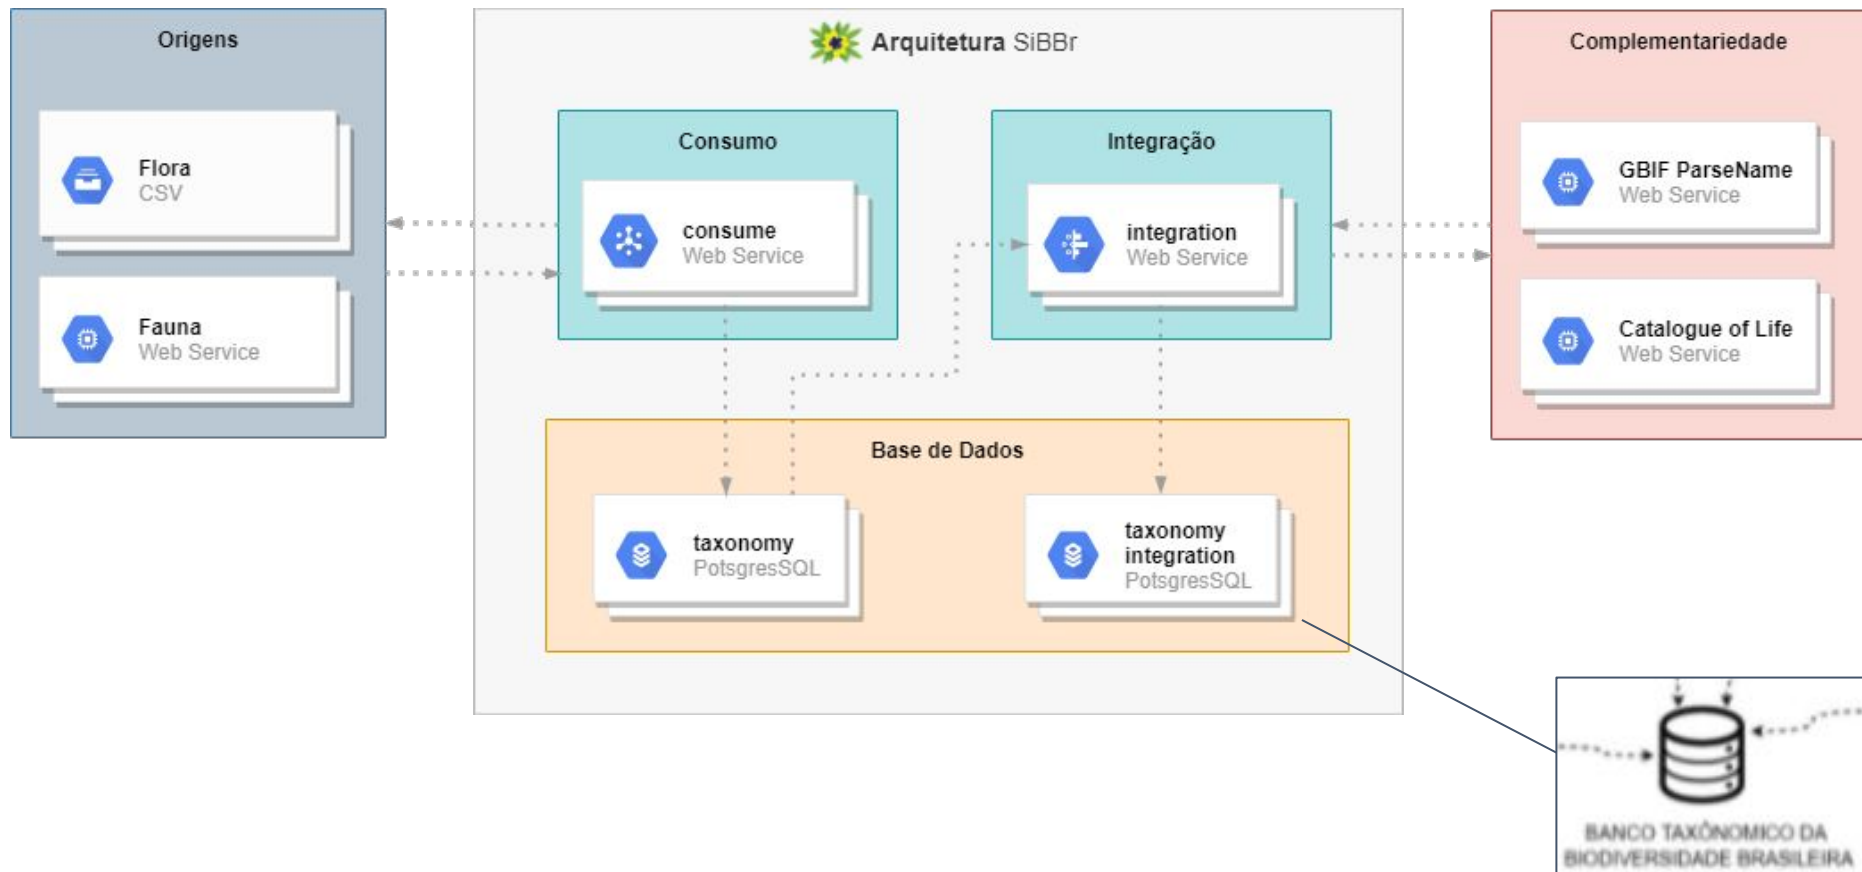 Origens
Flora
CSV
Fauna
Web Service
Arquitetura SiBBr
Consumo
consume
Web Service
Integração
integration
Web Service
Base de Dados
taxonomy
PotsgresSQL
taxonomy
integration
PotsgresSQL
Complementariedade
GBIF ParseName
Web Service
Catalogue of Life
Web Service
BANCO TAXÔNOMICO DA
BIODIVERSIDADE BRASILEIRA